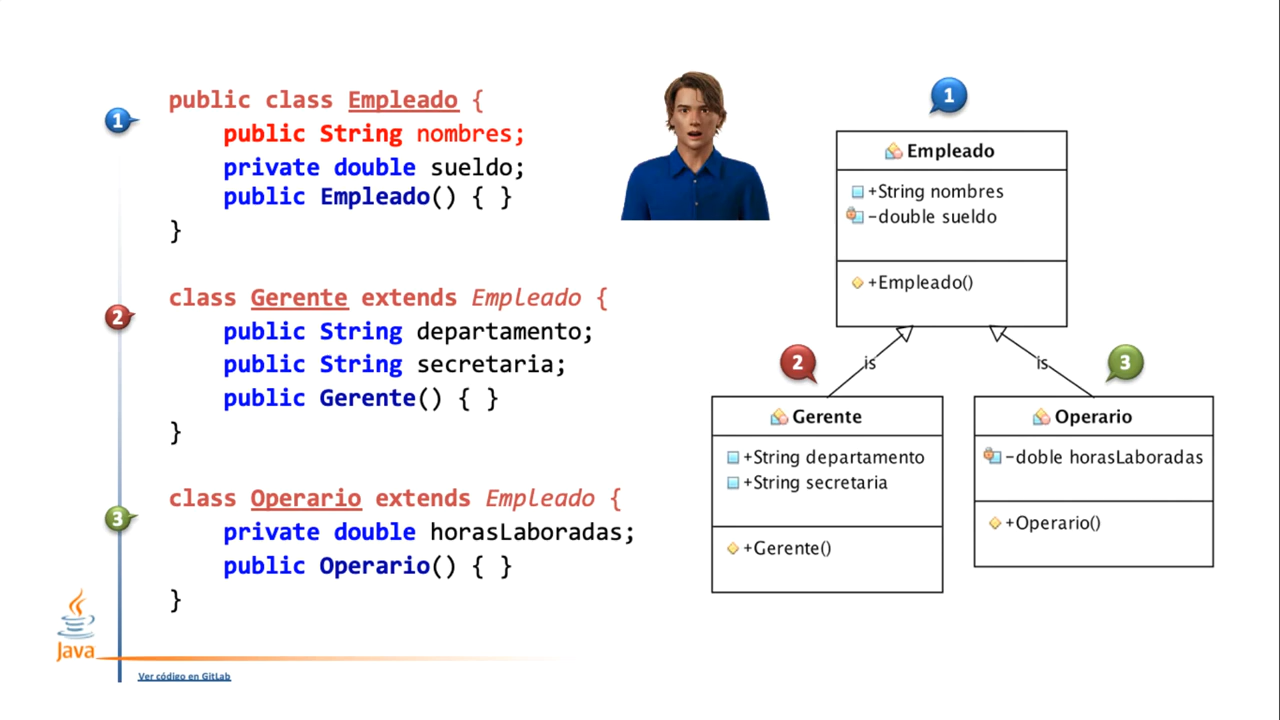 1
public class Empleado {
public String nombres;
private double sueldo;
public Empleado() { }
}
2
class Gerente extends Empleado {
public String departamento;
public String secretaria;
public Gerente() { }
}
3
class Operario extends Empleado {
private double horasLaboradas;
public Operario() { }
}
Java
Ver código en GitLab
1
Empleado
+String nombres
-double sueldo
+Empleado()
2
is
is
3
Gerente
+String departamento
+String secretaria
+Gerente()
Operario
-doble horasLaboradas
+Operario()